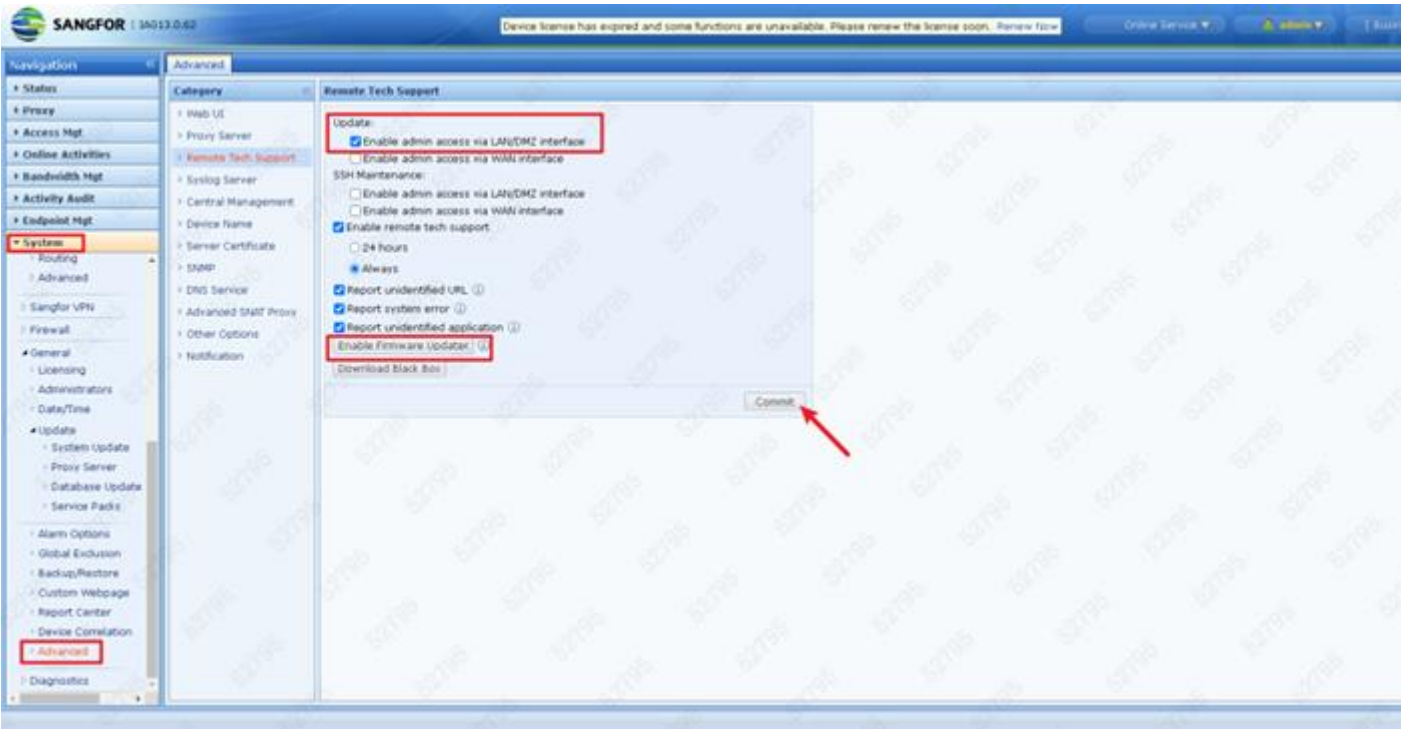 SANGFOR | IAG13.0.62
Device license has expired and some functions are unavailable. Please renew the license soon. Renew Now
Online Service
admin
Navigation
Status
Proxy
Access Mgt
Online Activities
Bandwidth Mgt
Activity Audit
Endpoint Mgt
System
Routing
Advanced
Sangfor VPN
Firewall
General
Licensing
Administrators
Date/Time
Update
System Update
Proxy Server
Database Update
Service Packs
Alarm Options
Global Exclusion
Backup/Restore
Custom Webpage
Report Center
Device Correlation
Advanced
Diagnostics
Advanced
Category
Web UI
Proxy Server
Remote Tech Support
Syslog Server
Central Management
Device Name
Server Certificate
SNMP
DNS Service
Advanced SNAT Proxy
Other Options
Notification
Remote Tech Support
Update:
Enable admin access via LAN/DMZ interface
Enable admin access via WAN interface
SSH Maintenance:
Enable admin access via LAN/DMZ interface
Enable admin access via WAN interface
Enable remote tech support
24 hours
Always
Report unidentified URL
Report system error
Report unidentified application
Enable Firmware Updater
Download Black Box
Commit
52795